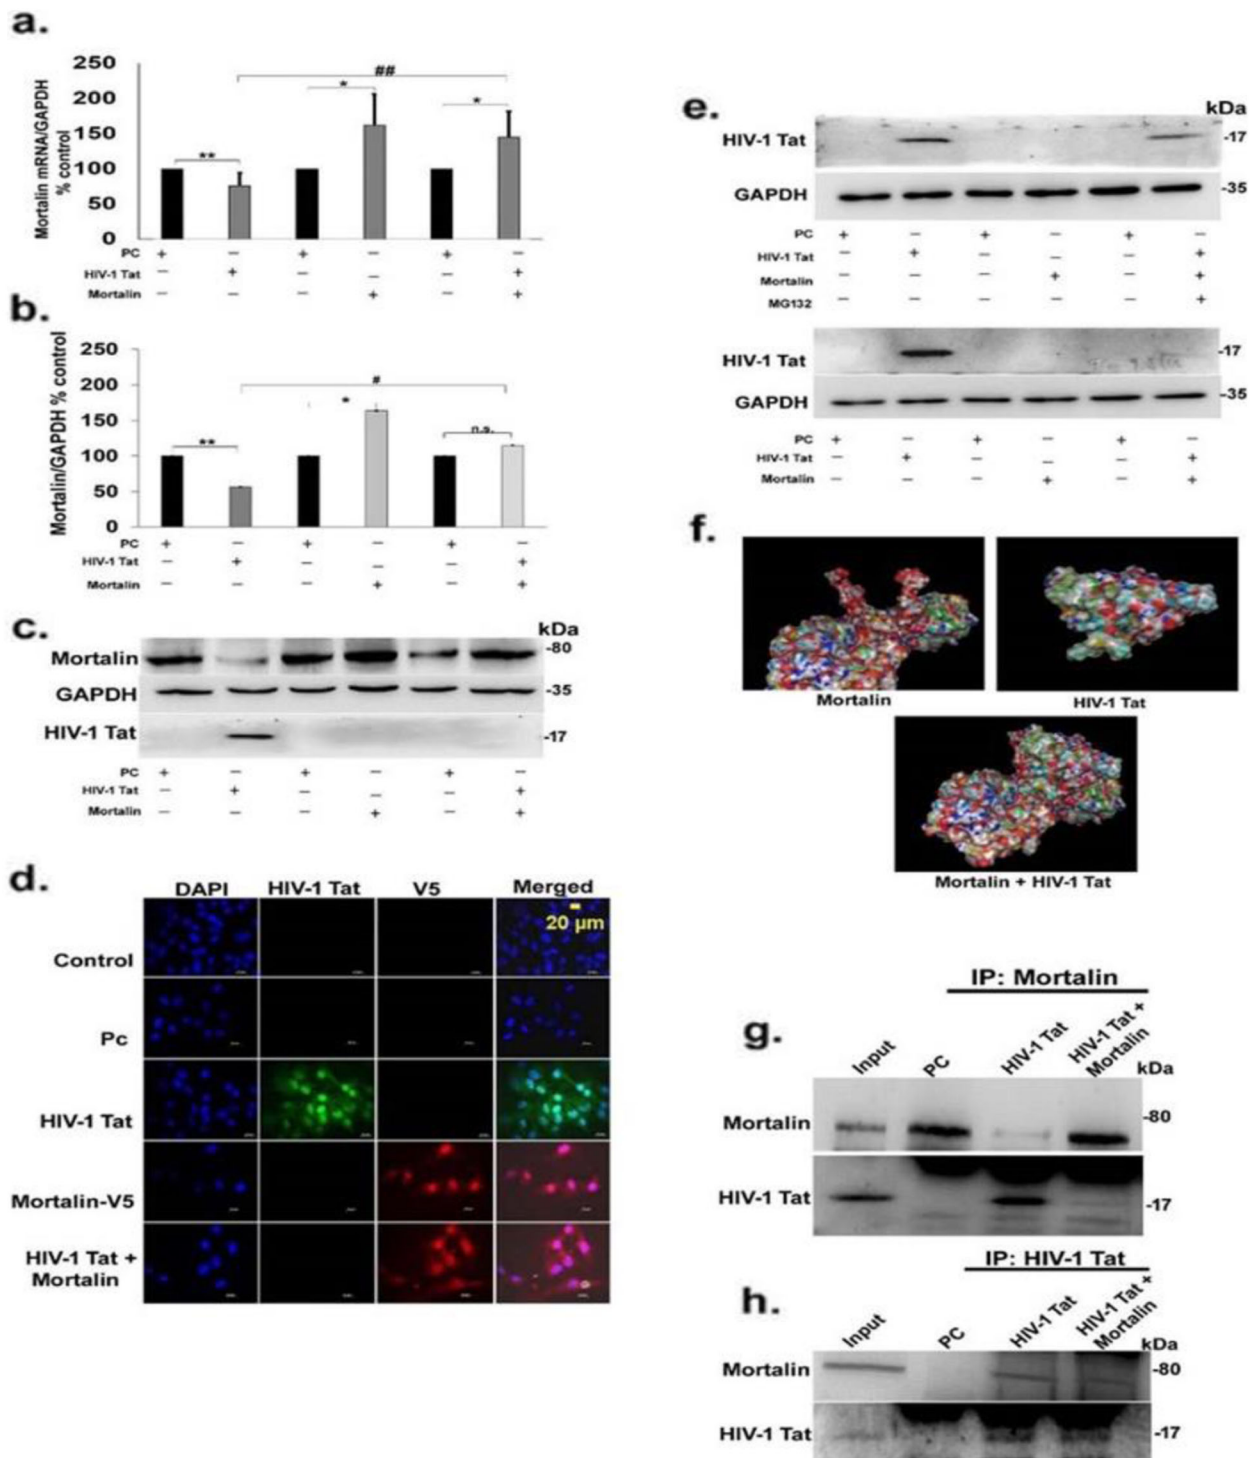 a.
Mortalin mRNA/GAPDH
% control
250
200
150
100
50
0
**
*
*
##
PC + – + – + –
HIV-1 Tat – + – – – +
Mortalin – – – + – +
b.
Mortalin/GAPDH % control
250
200
150
100
50
0
**
*
n.s.
#
PC + – + – + –
HIV-1 Tat – + – – – +
Mortalin – – – + – +
c.
kDa
Mortalin -80
GAPDH -35
HIV-1 Tat -17
PC + – + – + –
HIV-1 Tat – + – – – +
Mortalin – – – + – +
d.
DAPI HIV-1 Tat V5 Merged
20 µm
Control
Pc
HIV-1 Tat
Mortalin-V5
HIV-1 Tat +
Mortalin
e.
kDa
HIV-1 Tat -17
GAPDH -35
PC + – + – + –
HIV-1 Tat – + – – – +
Mortalin – – – + – +
MG132 – – – – – +
HIV-1 Tat -17
GAPDH -35
PC + – + – + –
HIV-1 Tat – + – – – +
Mortalin – – – + – +
f.
Mortalin
HIV-1 Tat
Mortalin + HIV-1 Tat
g.
IP: Mortalin
Input PC HIV-1 Tat HIV-1 Tat +
Mortalin
kDa
Mortalin -80
HIV-1 Tat -17
h.
IP: HIV-1 Tat
Input PC HIV-1 Tat HIV-1 Tat +
Mortalin
kDa
Mortalin -80
HIV-1 Tat -17